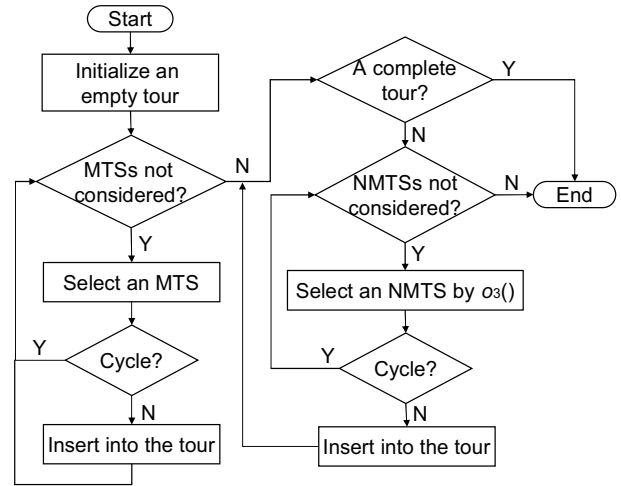 Start
Initialize an
empty tour
MTSs not
considered?
N
Y
Select an MTS
Y
Cycle?
N
Insert into the tour
A complete
tour?
Y
N
NMTSs not
considered?
N
End
Y
Select an NMTS by o3()
Y
Cycle?
N
Insert into the tour